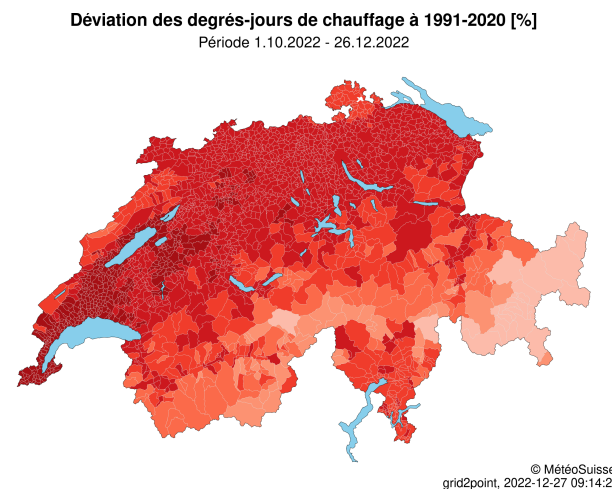 Déviation des degrés-jours de chauffage à 1991-2020 [%]
Période 1.10.2022 - 26.12.2022
© MétéoSuisse
grid2point, 2022-12-27 09:14:2